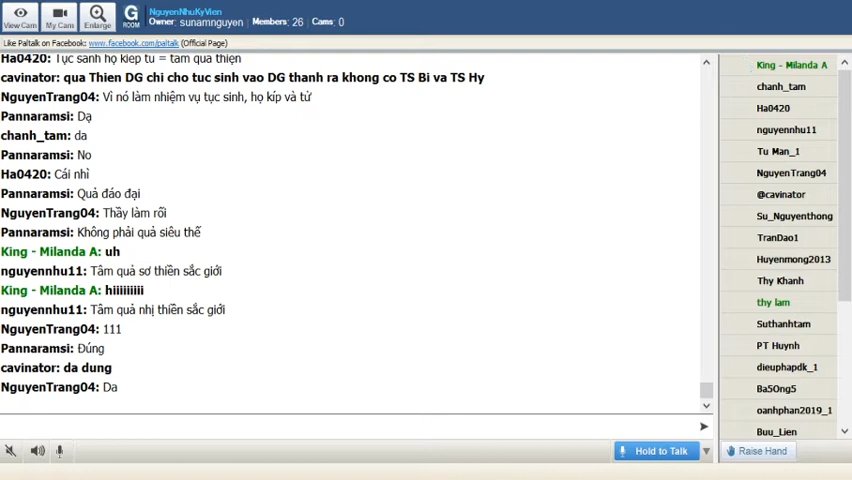 View Cam
My Cam
Enlarge
G
ROOM
NguyenNhuKyVien
Owner: sunamnguyen Members: 26 Cams: 0
Like Paltalk on Facebook: www.facebook.com/paltalk (Official Page)
Ha0420: Tục sanh hộ kiếp tử = tâm quả thiện
cavinator: qua Thien DG chi cho tuc sinh vao DG thanh ra khong co TS Bi va TS Hy
NguyenTrang04: Vì nó làm nhiệm vụ tục sinh, họ kíp và tử
Pannaramsi: Dạ
chanh_tam: da
Pannaramsi: No
Ha0420: Cái nhì
Pannaramsi: Quả đáo đại
NguyenTrang04: Thầy làm rối
Pannaramsi: Không phải quả siêu thế
King - Milanda A: uh
nguyennhu11: Tâm quả sơ thiền sắc giới
King - Milanda A: hiiiiiiiii
nguyennhu11: Tâm quả nhị thiền sắc giới
NguyenTrang04: 111
Pannaramsi: Đúng
cavinator: da dung
NguyenTrang04: Da
Hold to Talk
King - Milanda A
chanh_tam
Ha0420
nguyennhu11
Tu Man_1
NguyenTrang04
@cavinator
Su_Nguyenthong
TranDao1
Huyenmong2013
Thy Khanh
thy lam
Suthanhtam
PT Huynh
dieuphapdk_1
Ba5Ong5
oanhphan2019_1
Buu_Lien
Raise Hand